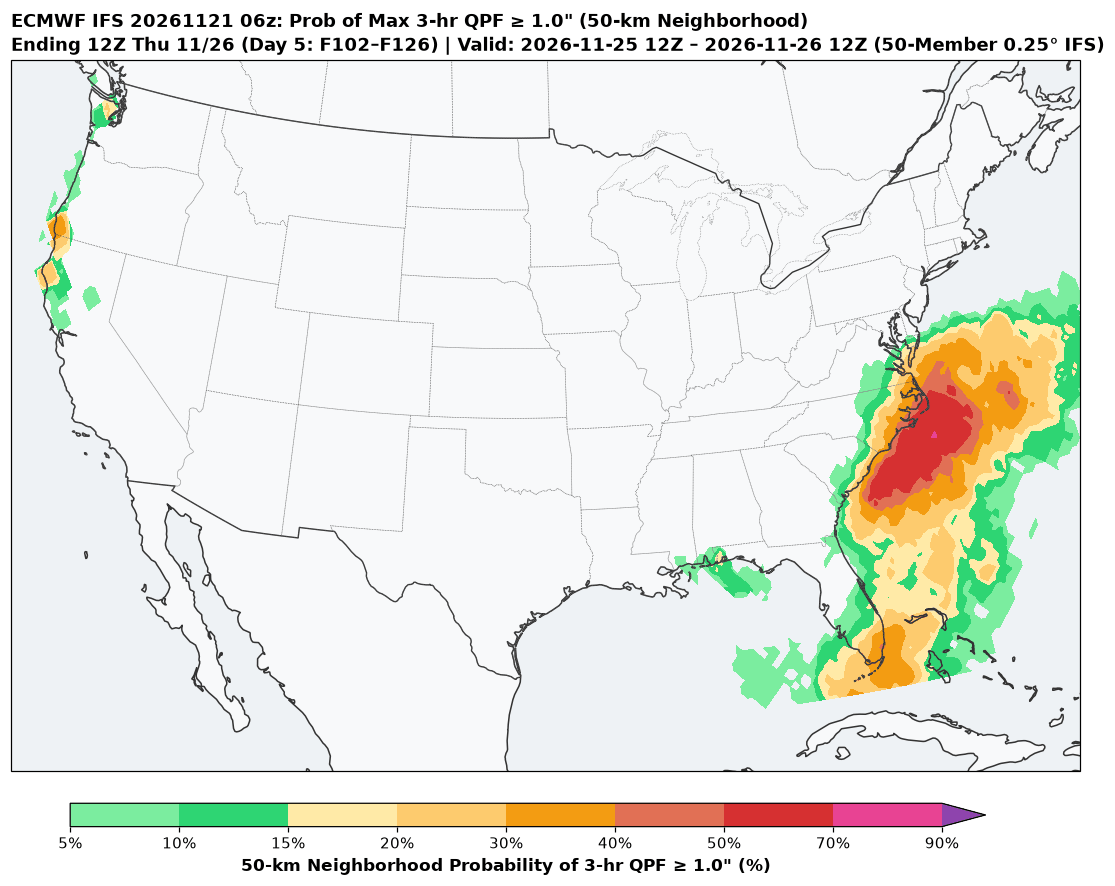 ECMWF IFS 20261121 06z: Prob of Max 3-hr QPF ≥ 1.0" (50-km Neighborhood)
Ending 12Z Thu 11/26 (Day 5: F102–F126) | Valid: 2026-11-25 12Z – 2026-11-26 12Z (50-Member 0.25° IFS)
5% 10% 15% 20% 30% 40% 50% 70% 90%
50-km Neighborhood Probability of 3-hr QPF ≥ 1.0" (%)